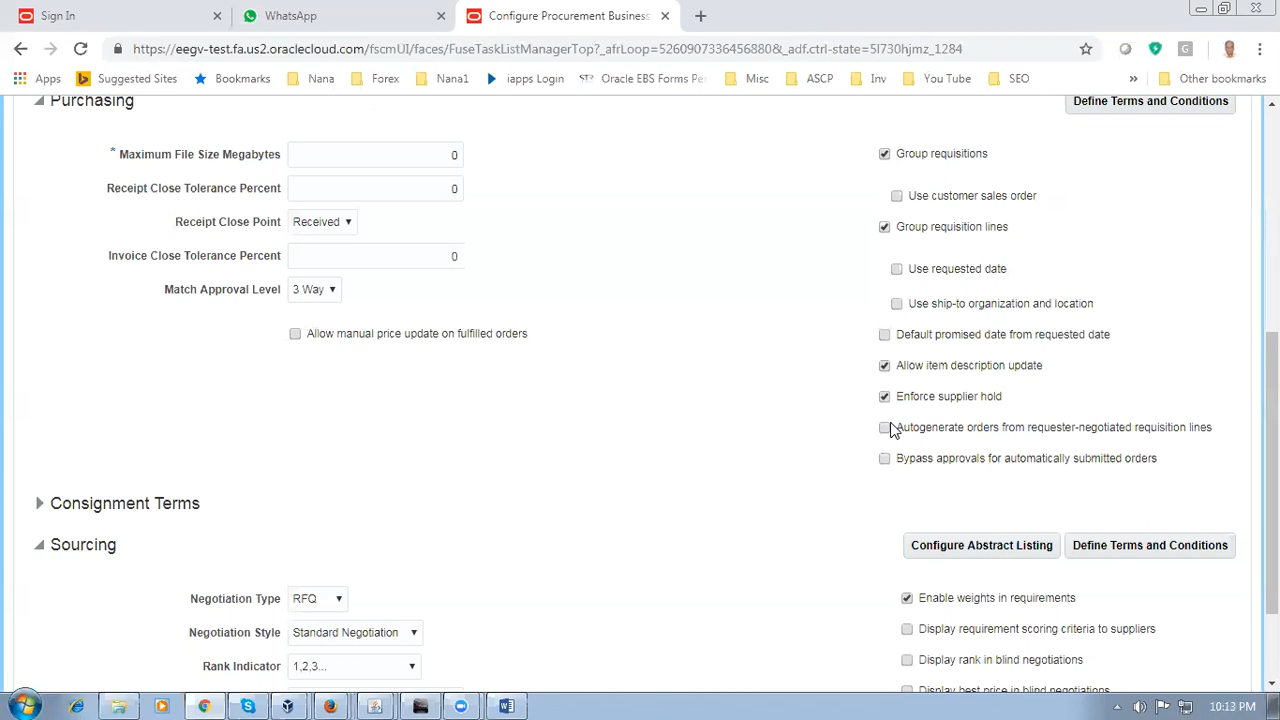 Sign In
WhatsApp
Configure Procurement Business
https://eegv-test.fa.us2.oraclecloud.com/fscmUI/faces/FuseTaskListManagerTop?_afrLoop=52609073364568​80&_adf.ctrl-state=5l730hjmz_1284
Apps
Suggested Sites
Bookmarks
Nana
Forex
Nana1
iapps Login
Oracle EBS Forms Pe
Misc
ASCP
Inv
You Tube
SEO
»
Other bookmarks
Purchasing
Define Terms and Conditions
* Maximum File Size Megabytes 0
Group requisitions
Receipt Close Tolerance Percent 0
Use customer sales order
Receipt Close Point Received
Group requisition lines
Invoice Close Tolerance Percent 0
Use requested date
Match Approval Level 3 Way
Use ship-to organization and location
Allow manual price update on fulfilled orders
Default promised date from requested date
Allow item description update
Enforce supplier hold
Autogenerate orders from requester-negotiated requisition lines
Bypass approvals for automatically submitted orders
Consignment Terms
Sourcing
Configure Abstract Listing
Define Terms and Conditions
Negotiation Type RFQ
Enable weights in requirements
Negotiation Style Standard Negotiation
Display requirement scoring criteria to suppliers
Rank Indicator 1,2,3...
Display rank in blind negotiations
Display best price in blind negotiations
10:13 PM